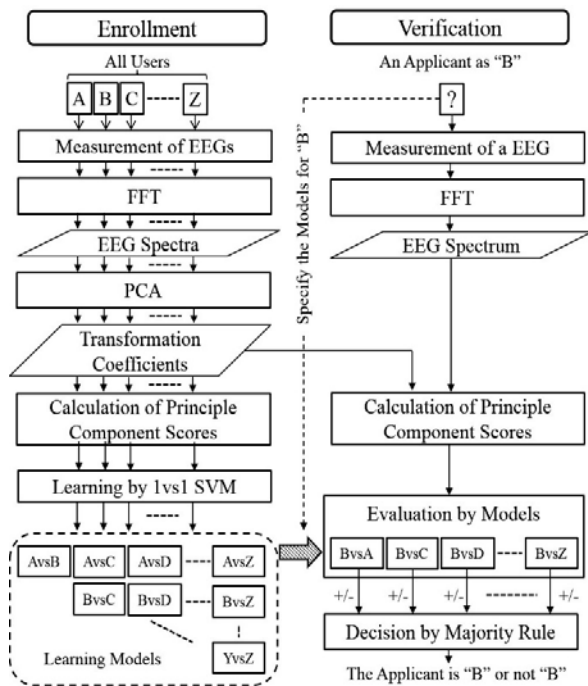 Enrollment
All Users
A B C Z
Measurement of EEGs
FFT
EEG Spectra
PCA
Transformation
Coefficients
Calculation of Principle
Component Scores
Learning by 1vs1 SVM
AvsB AvsC AvsD AvsZ
BvsC BvsD BvsZ
YvsZ
Learning Models
Specify the Models for “B”
Verification
An Applicant as “B”
?
Measurement of a EEG
FFT
EEG Spectrum
Calculation of Principle
Component Scores
Evaluation by Models
BvsA BvsC BvsD BvsZ
+/- +/- +/- +/-
Decision by Majority Rule
The Applicant is “B” or not “B”